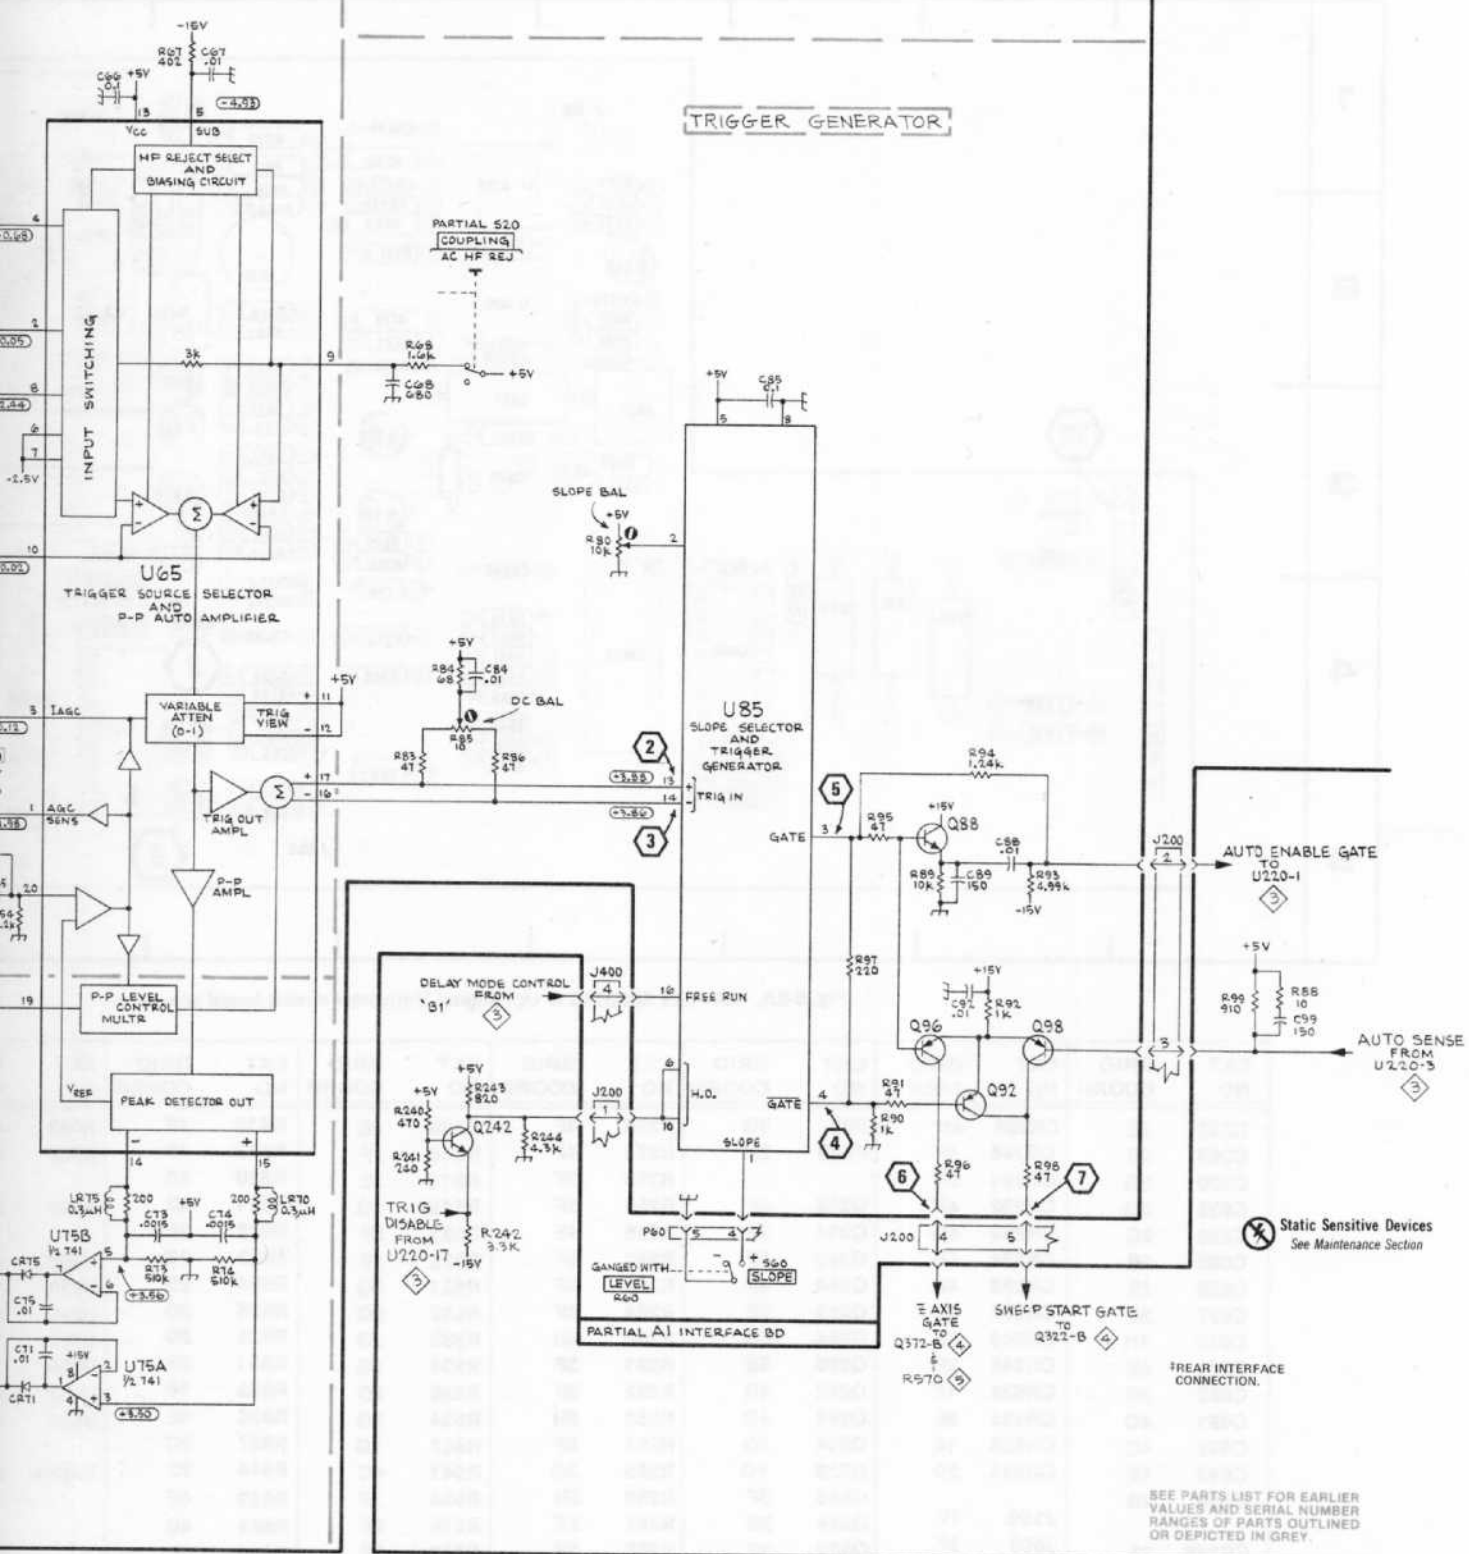 -15V
R67
402
C67
.01
C66
0.1
+5V
-4.93
13
5
VCC
SUB
HF REJECT SELECT
AND
BIASING CIRCUIT
TRIGGER GENERATOR
4
INPUT SWITCHING
PARTIAL S20
COUPLING
AC HF REJ
2
3k
9
R68
1.6k
C68
680
+5V
8
6
7
-2.5V
+
-
Σ
+
-
10
U65
TRIGGER SOURCE SELECTOR
AND
P-P AUTO AMPLIFIER
+5V
C85
0.1
5
8
SLOPE BAL
+5V
R80
10k
2
3
IAGC
VARIABLE
ATTEN
(0-1)
TRIG
VIEW
+ 11
- 12
+5V
+5V
R84
68
C84
.01
DC BAL
R85
10
R83
47
R86
47
U85
SLOPE SELECTOR
AND
TRIGGER
GENERATOR
2
13
14
+
-
TRIG IN
3
1
AGC
SENS
TRIG OUT
AMPL
Σ
+ 17
- 16
P-P
AMPL
20
GATE
3
5
R94
1.24k
R95
47
+15V
Q88
R89
10k
C89
150
C88
.01
R93
4.99k
-15V
J200
2
AUTO ENABLE GATE
TO
U220-1
3
19
P-P LEVEL
CONTROL
MULTR
DELAY MODE CONTROL
FROM
"B1"
3
J400
4
16
FREE RUN
R97
220
+15V
C92
.01
R92
1k
Q96
Q98
Q92
+5V
R99
910
R88
10
C99
150
3
AUTO SENSE
FROM
U220-3
3
VREF
PEAK DETECTOR OUT
-
+
14
15
+5V
R243
820
+5V
R240
470
R241
240
Q242
R244
4.3k
J200
1
6
10
H.O.
GATE
4
4
R91
47
R90
1k
SLOPE
1
TRIG
DISABLE
FROM
U220-17
3
R242
3.3K
-15V
R96
47
R98
47
6
7
J200
4
5
LR75
0.3μH
200
+5V
200
LR70
0.3μH
C73
.0015
C74
.0015
U75B
1/2 741
R73
510k
R74
510k
+3.56
CR75
7
5
6
+
-
C75
.01
P60
5
4
7
GANGED WITH
LEVEL
R60
- +
S60
SLOPE
PARTIAL A1 INTERFACE BD
Z AXIS
GATE
TO
Q372-B 4
&
R570 5
SWEEP START GATE
TO
Q322-B 4
Static Sensitive Devices
See Maintenance Section
C71
.01
+15V
8
1
2
3
4
-
+
U75A
1/2 741
CR71
+3.50
‡REAR INTERFACE
CONNECTION.
SEE PARTS LIST FOR EARLIER
VALUES AND SERIAL NUMBER
RANGES OF PARTS OUTLINED
OR DEPICTED IN GREY.